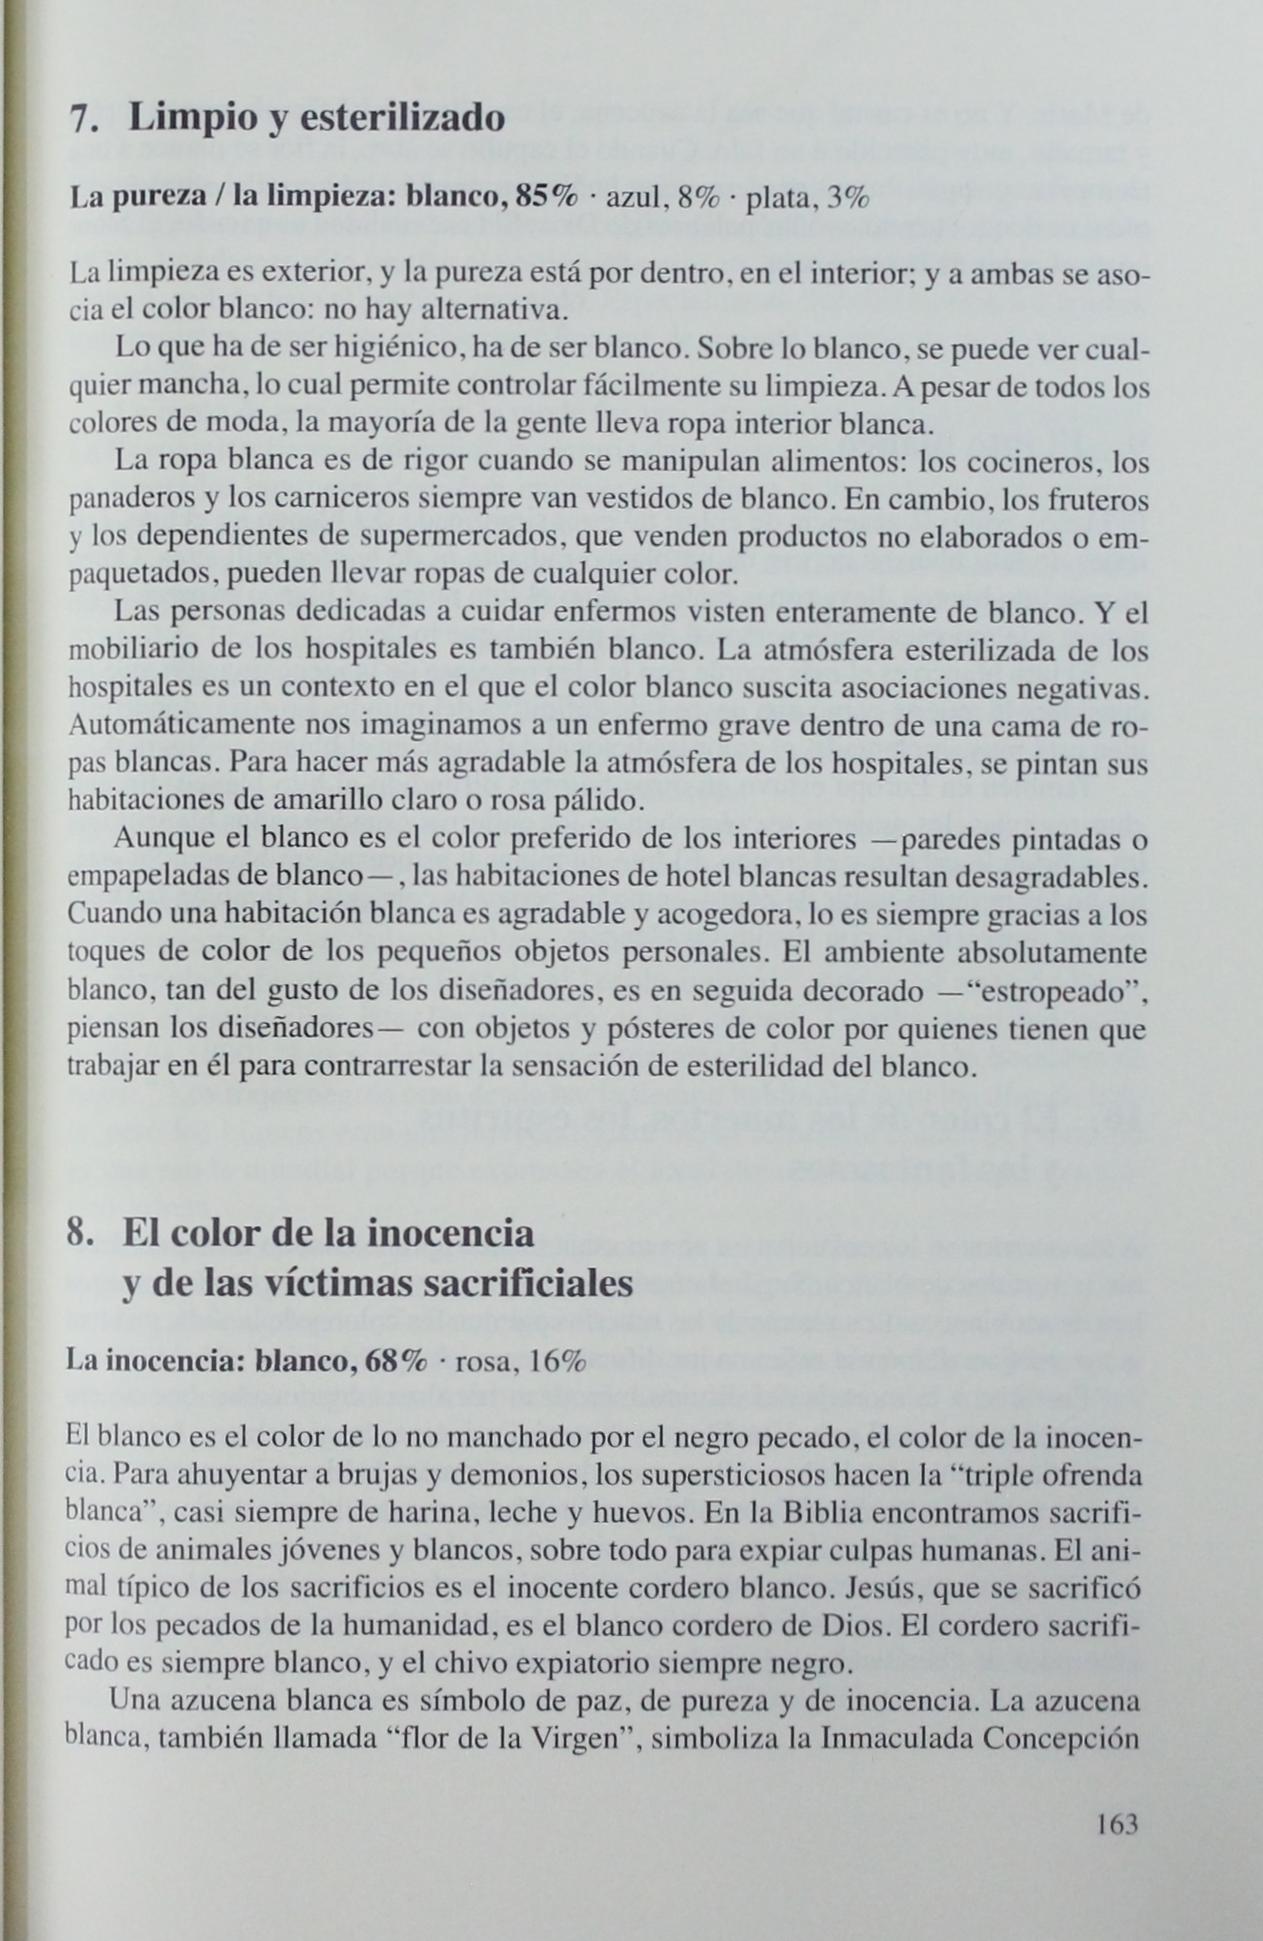 7. Limpio y esterilizado
La pureza / la limpieza: blanco, 85% · azul, 8% · plata, 3%
La limpieza es exterior, y la pureza está por dentro, en el interior; y a ambas se aso-
cia el color blanco: no hay alternativa.
Lo que ha de ser higiénico, ha de ser blanco. Sobre lo blanco, se puede ver cual-
quier mancha, lo cual permite controlar fácilmente su limpieza. A pesar de todos los
colores de moda, la mayoría de la gente lleva ropa interior blanca.
La ropa blanca es de rigor cuando se manipulan alimentos: los cocineros, los
panaderos y los carniceros siempre van vestidos de blanco. En cambio, los fruteros
y los dependientes de supermercados, que venden productos no elaborados o em-
paquetados, pueden llevar ropas de cualquier color.
Las personas dedicadas a cuidar enfermos visten enteramente de blanco. Y el
mobiliario de los hospitales es también blanco. La atmósfera esterilizada de los
hospitales es un contexto en el que el color blanco suscita asociaciones negativas.
Automáticamente nos imaginamos a un enfermo grave dentro de una cama de ro-
pas blancas. Para hacer más agradable la atmósfera de los hospitales, se pintan sus
habitaciones de amarillo claro o rosa pálido.
Aunque el blanco es el color preferido de los interiores —paredes pintadas o
empapeladas de blanco—, las habitaciones de hotel blancas resultan desagradables.
Cuando una habitación blanca es agradable y acogedora, lo es siempre gracias a los
toques de color de los pequeños objetos personales. El ambiente absolutamente
blanco, tan del gusto de los diseñadores, es en seguida decorado —“estropeado”,
piensan los diseñadores— con objetos y pósteres de color por quienes tienen que
trabajar en él para contrarrestar la sensación de esterilidad del blanco.
8. El color de la inocencia
y de las víctimas sacrificiales
La inocencia: blanco, 68% · rosa, 16%
El blanco es el color de lo no manchado por el negro pecado, el color de la inocen-
cia. Para ahuyentar a brujas y demonios, los supersticiosos hacen la “triple ofrenda
blanca”, casi siempre de harina, leche y huevos. En la Biblia encontramos sacrifi-
cios de animales jóvenes y blancos, sobre todo para expiar culpas humanas. El ani-
mal típico de los sacrificios es el inocente cordero blanco. Jesús, que se sacrificó
por los pecados de la humanidad, es el blanco cordero de Dios. El cordero sacrifi-
cado es siempre blanco, y el chivo expiatorio siempre negro.
Una azucena blanca es símbolo de paz, de pureza y de inocencia. La azucena
blanca, también llamada “flor de la Virgen”, simboliza la Inmaculada Concepción
163